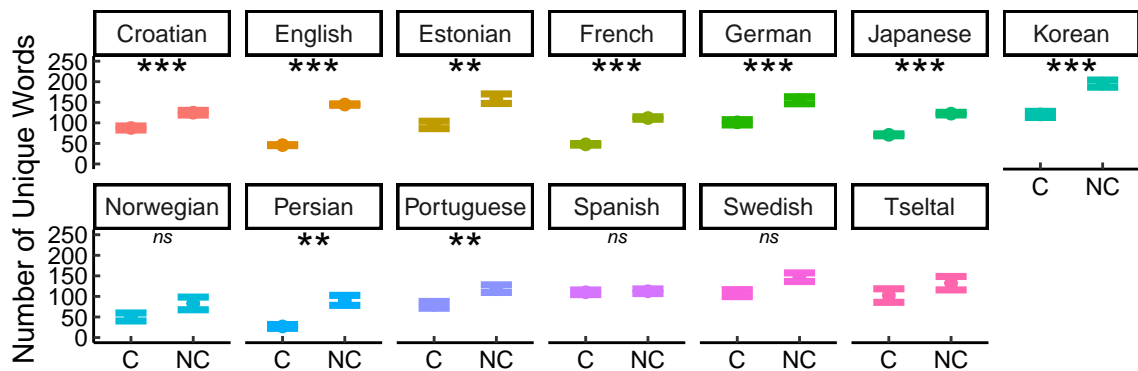 Number of Unique Words
Croatian English Estonian French German Japanese Korean
*** *** ** *** *** *** ***
250
200
150
100
50
0
C NC
Norwegian Persian Portuguese Spanish Swedish Tseltal
ns ** ** ns ns
250
200
150
100
50
0
C NC C NC C NC C NC C NC C NC